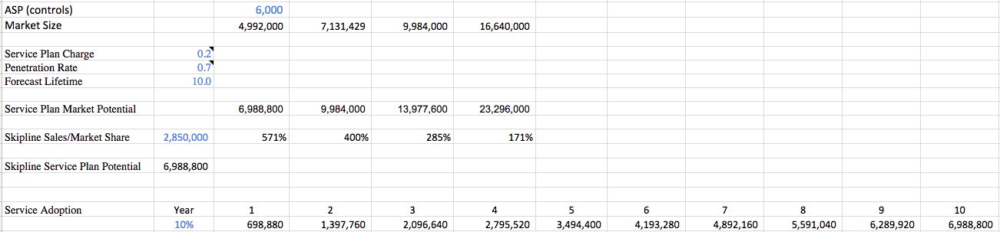 ASP (controls) 6,000
Market Size 4,992,000 7,131,429 9,984,000 16,640,000
Service Plan Charge 0.2
Penetration Rate 0.7
Forecast Lifetime 10.0
Service Plan Market Potential 6,988,800 9,984,000 13,977,600 23,296,000
Skipline Sales/Market Share 2,850,000 571% 400% 285% 171%
Skipline Service Plan Potential 6,988,800
Service Adoption Year 1 2 3 4 5 6 7 8 9 10
10% 698,880 1,397,760 2,096,640 2,795,520 3,494,400 4,193,280 4,892,160 5,591,040 6,289,920 6,988,800